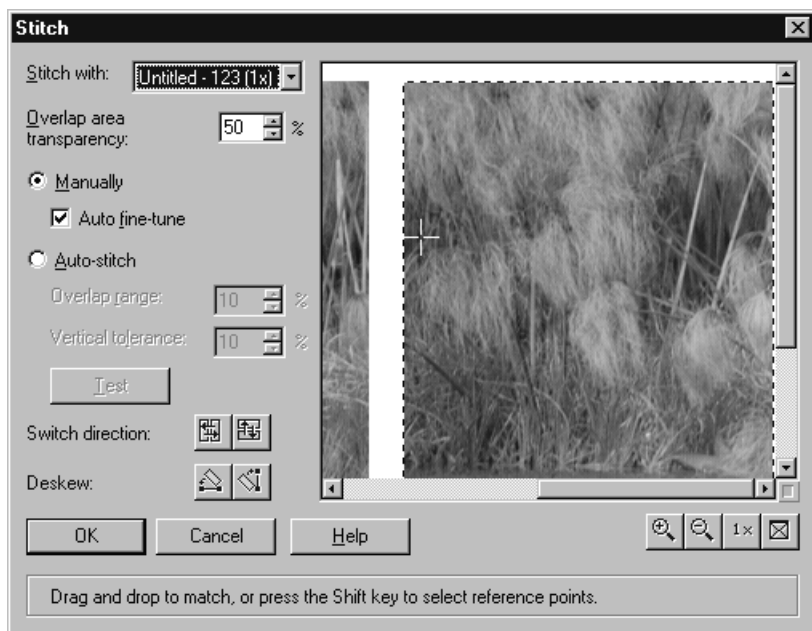 Stitch
Stitch with: Untitled - 123 (1x)
Overlap area
transparency: 50 %
Manually
Auto fine-tune
Auto-stitch
Overlap range: 10 %
Vertical tolerance: 10 %
Test
Switch direction:
Deskew:
OK Cancel Help 1x
Drag and drop to match, or press the Shift key to select reference points.